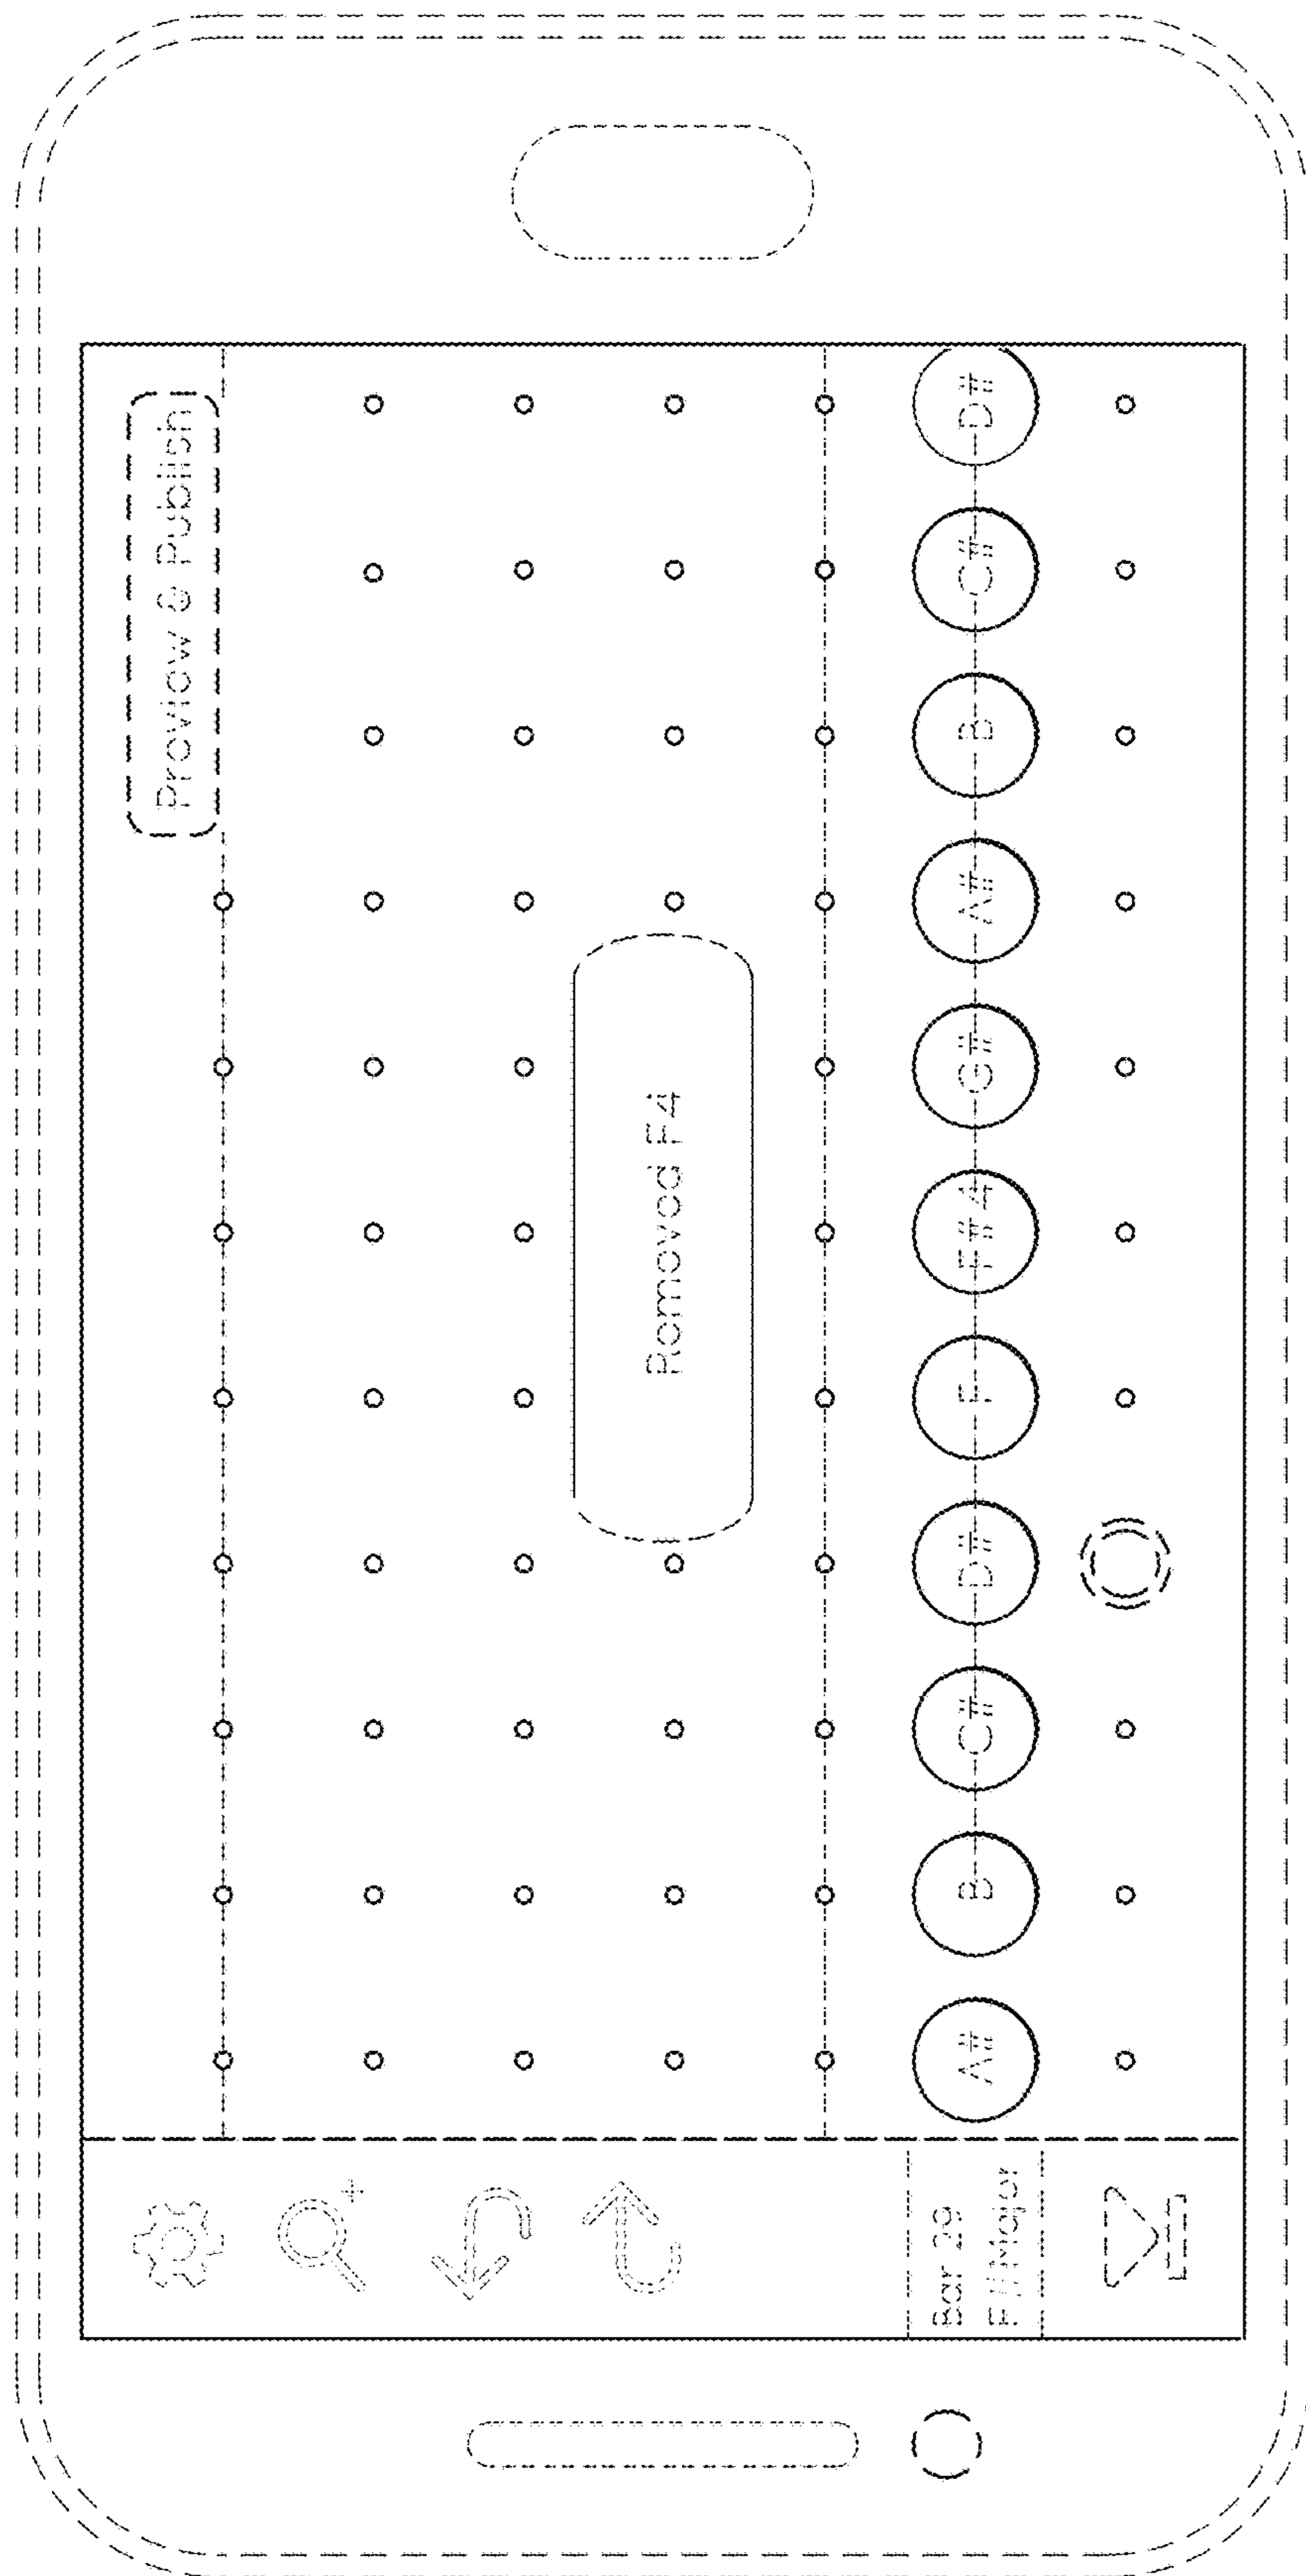 Preview & Publish
Removed F4
Bar 29
F#Major
A# B C# D# F F#4 G# A# B C# D#